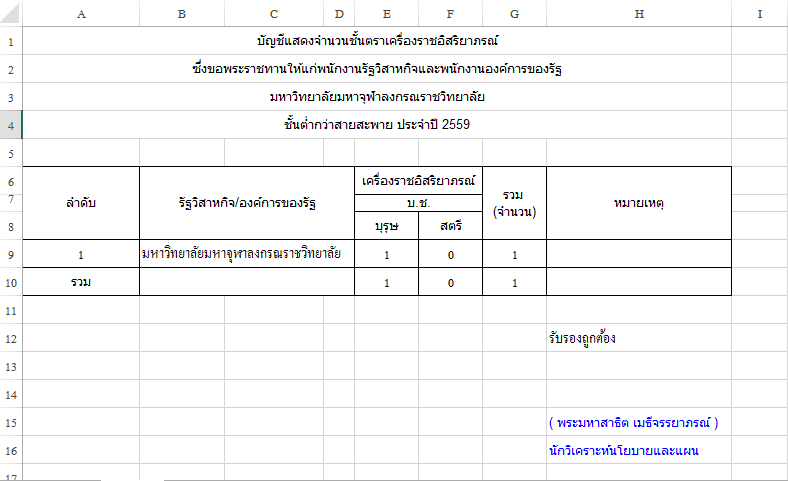 A B C D E F G H I
1 บัญชีแสดงจำนวนชั้นตราเครื่องราชอิสริยาภรณ์
2 ซึ่งขอพระราชทานให้แก่พนักงานรัฐวิสาหกิจและพนักงานองค์การของรัฐ
3 มหาวิทยาลัยมหาจุฬาลงกรณราชวิทยาลัย
4 ชั้นต่ำกว่าสายสะพาย ประจำปี 2559
5
6 ลำดับ รัฐวิสาหกิจ/องค์การของรัฐ เครื่องราชอิสริยาภรณ์ รวม (จำนวน) หมายเหตุ
7 บ.ช.
8 บุรุษ สตรี
9 1 มหาวิทยาลัยมหาจุฬาลงกรณราชวิทยาลัย 1 0 1
10 รวม 1 0 1
11
12 รับรองถูกต้อง
13
14
15 ( พระมหาสาธิต เมธีจรรยาภรณ์ )
16 นักวิเคราะห์นโยบายและแผน
17